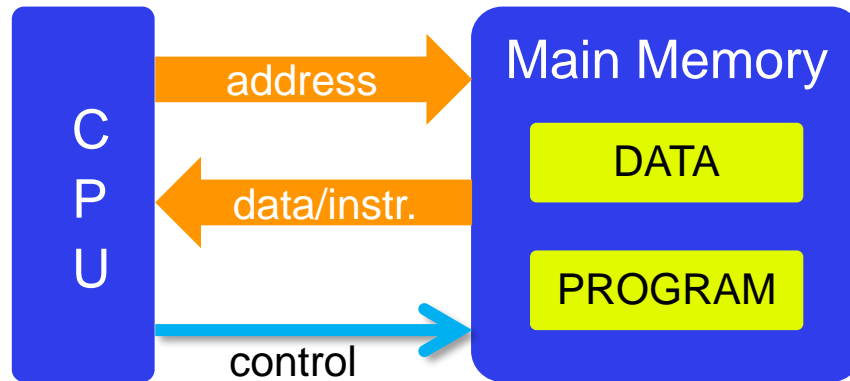 C
P
U
address
data/instr.
control
Main Memory
DATA
PROGRAM